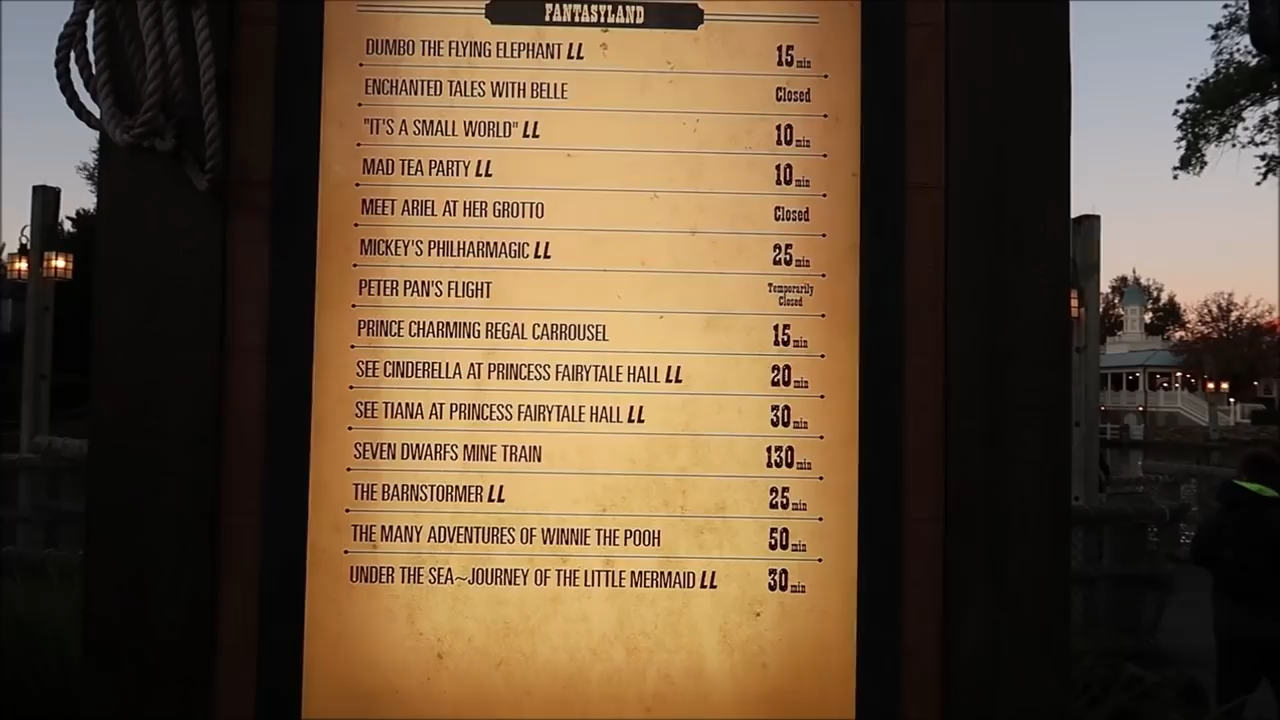 FANTASYLAND
DUMBO THE FLYING ELEPHANT LL 15 min
ENCHANTED TALES WITH BELLE Closed
"IT'S A SMALL WORLD" LL 10 min
MAD TEA PARTY LL 10 min
MEET ARIEL AT HER GROTTO Closed
MICKEY'S PHILHARMAGIC LL 25 min
PETER PAN'S FLIGHT Temporarily Closed
PRINCE CHARMING REGAL CARROUSEL 15 min
SEE CINDERELLA AT PRINCESS FAIRYTALE HALL LL 20 min
SEE TIANA AT PRINCESS FAIRYTALE HALL LL 30 min
SEVEN DWARFS MINE TRAIN 130 min
THE BARNSTORMER LL 25 min
THE MANY ADVENTURES OF WINNIE THE POOH 50 min
UNDER THE SEA~JOURNEY OF THE LITTLE MERMAID LL 30 min